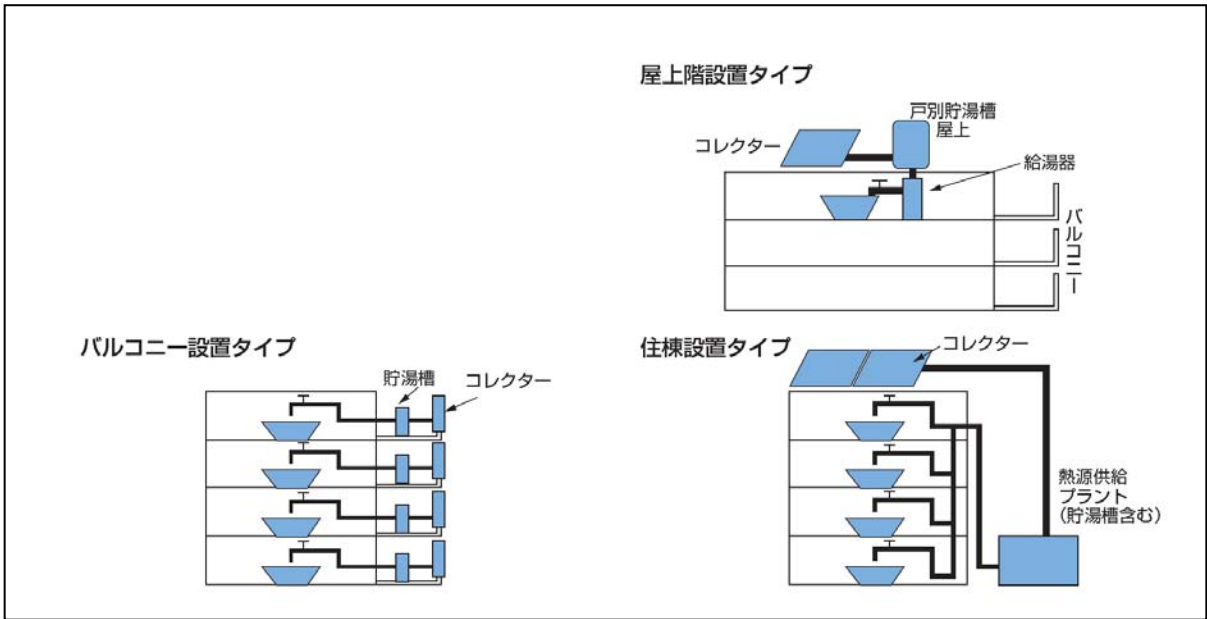 屋上階設置タイプ
戸別貯湯槽
屋上
コレクター
給湯器
バルコニー
バルコニー設置タイプ
貯湯槽
コレクター
住棟設置タイプ
コレクター
熱源供給
プラント
(貯湯槽含む)